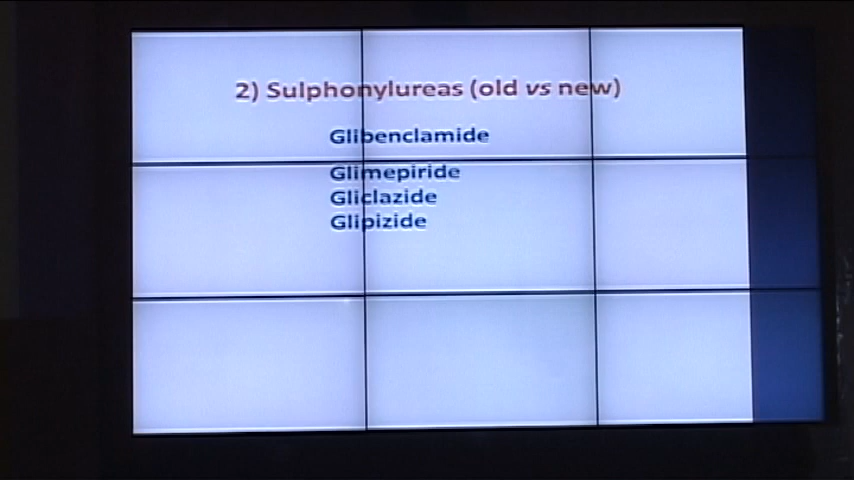 2) Sulphonylureas (old vs new)
Glibenclamide
Glimepiride
Gliclazide
Glipizide